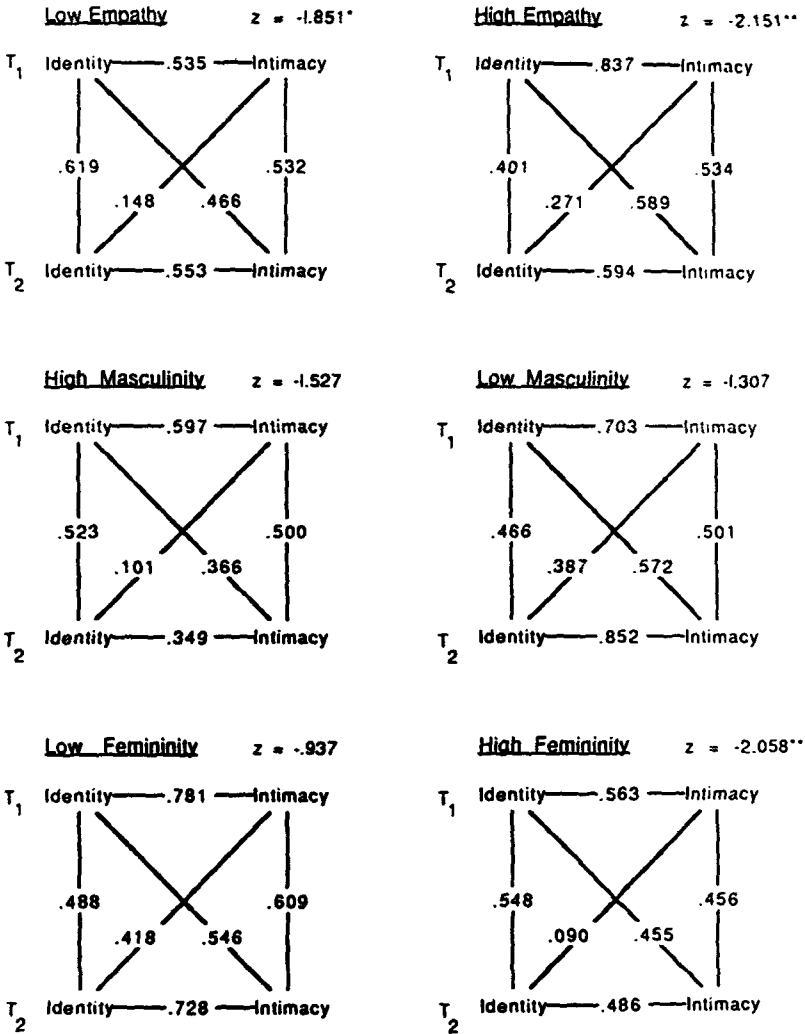 Low Empathy z = -1.851*
T1 Identity .535 Intimacy
.619 .532
.148 .466
T2 Identity .553 Intimacy
High Empathy z = -2.151**
T1 Identity .837 Intimacy
.401 .534
.271 .589
T2 Identity .594 Intimacy
High Masculinity z = -1.527
T1 Identity .597 Intimacy
.523 .500
.101 .366
T2 Identity .349 Intimacy
Low Masculinity z = -1.307
T1 Identity .703 Intimacy
.466 .501
.387 .572
T2 Identity .852 Intimacy
Low Femininity z = -.937
T1 Identity .781 Intimacy
.488 .609
.418 .546
T2 Identity .728 Intimacy
High Femininity z = -2.058**
T1 Identity .563 Intimacy
.548 .456
.090 .455
T2 Identity .486 Intimacy